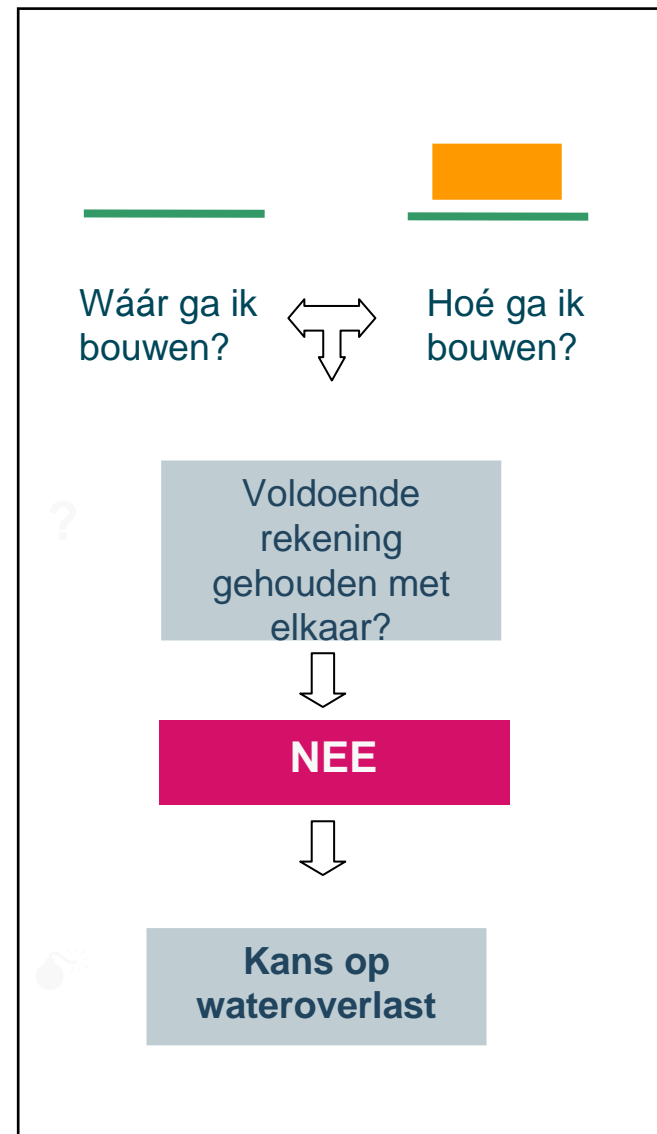 Wáár ga ik
bouwen?
Hoé ga ik
bouwen?
?
Voldoende
rekening
gehouden met
elkaar?
NEE
Kans op
wateroverlast